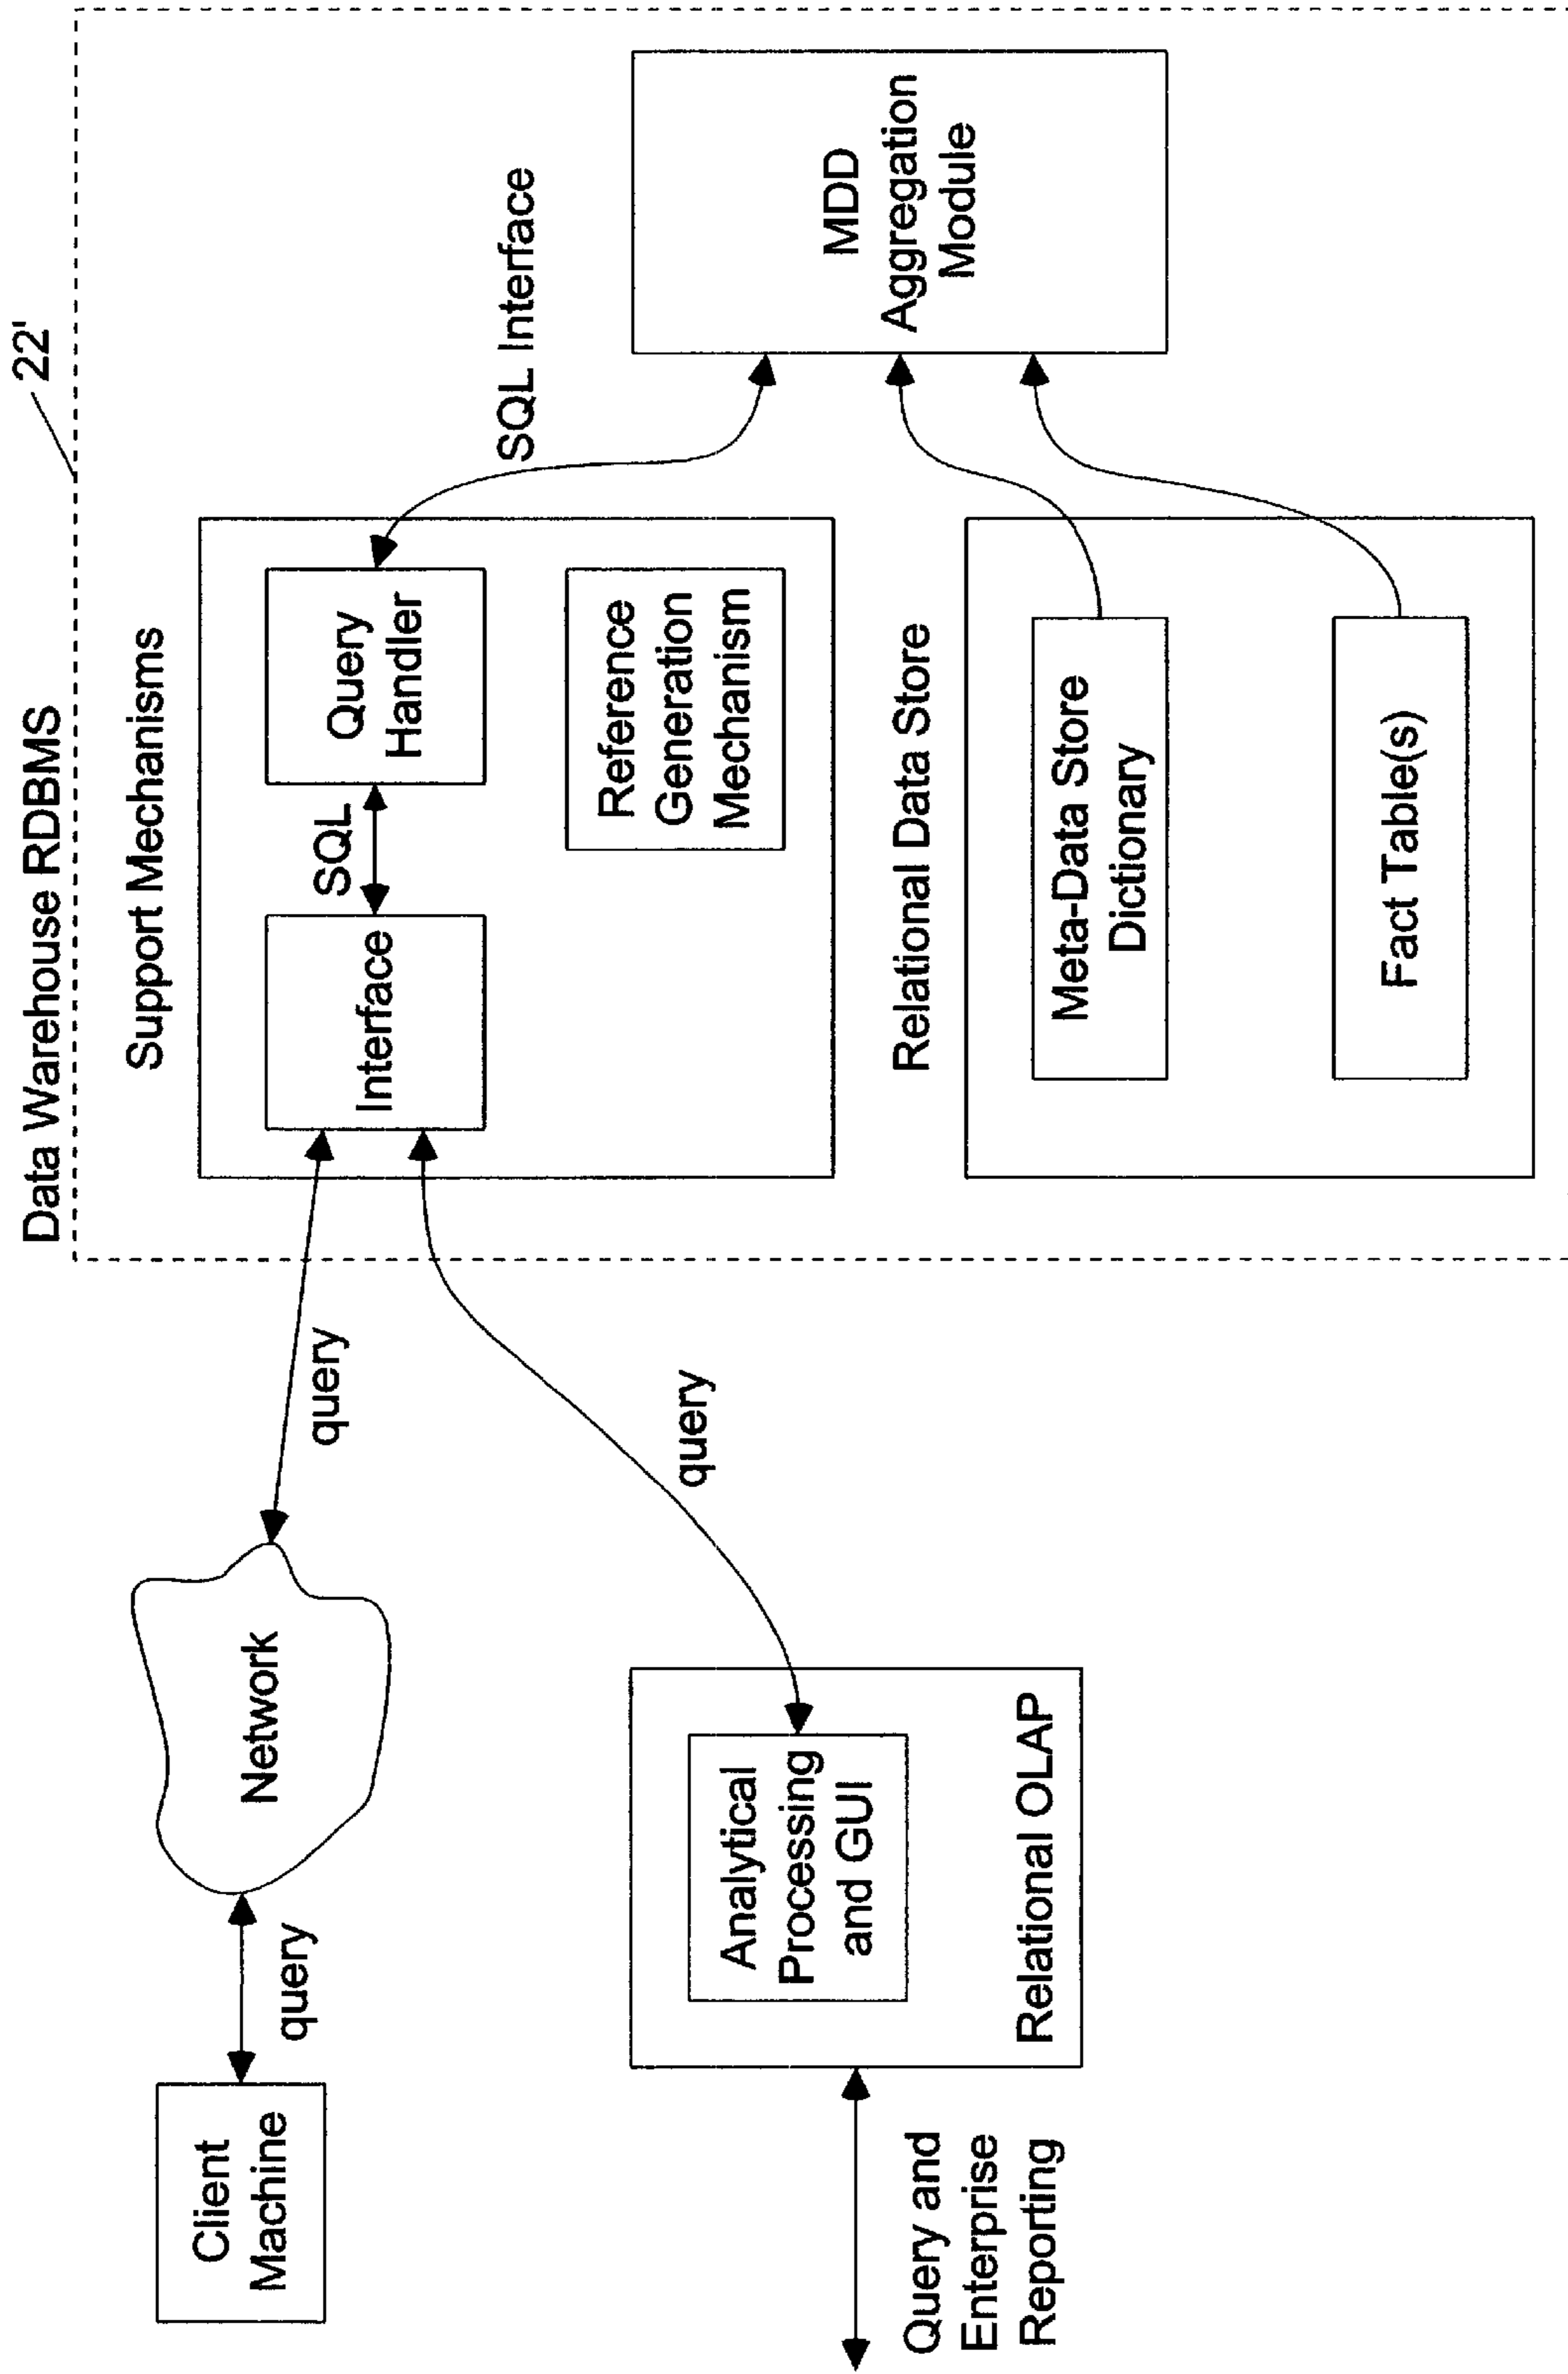 Data Warehouse RDBMS
22'
Support Mechanisms
Interface
SQL
Query
Handler
Reference
Generation
Mechanism
SQL Interface
MDD
Aggregation
Module
Relational Data Store
Meta-Data Store
Dictionary
Fact Table(s)
Client
Machine
query
Network
query
query
Analytical
Processing
and GUI
Relational OLAP
Query and
Enterprise
Reporting